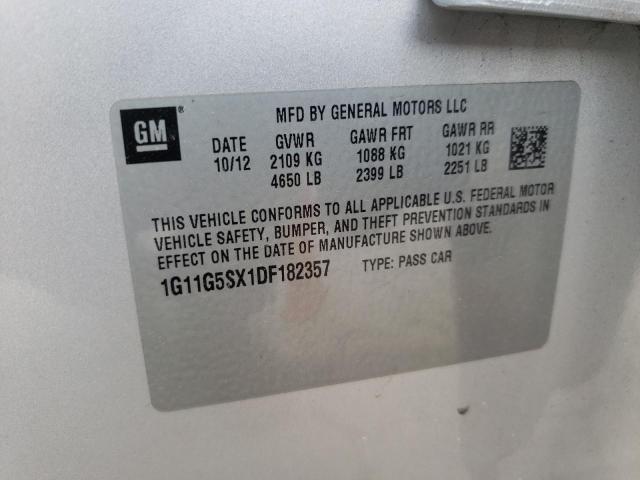 GM®
MFD BY GENERAL MOTORS LLC
DATE GVWR GAWR FRT GAWR RR
10/12 2109 KG 1088 KG 1021 KG
4650 LB 2399 LB 2251 LB
THIS VEHICLE CONFORMS TO ALL APPLICABLE U.S. FEDERAL MOTOR
VEHICLE SAFETY, BUMPER, AND THEFT PREVENTION STANDARDS IN
EFFECT ON THE DATE OF MANUFACTURE SHOWN ABOVE.
1G11G5SX1DF182357 TYPE: PASS CAR